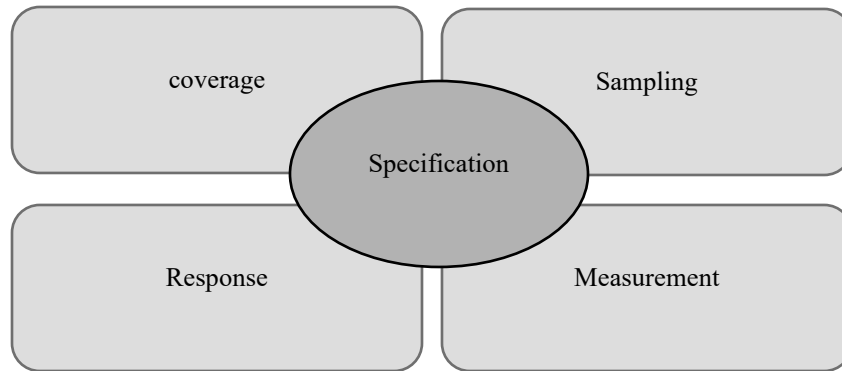 coverage
Sampling
Specification
Response
Measurement